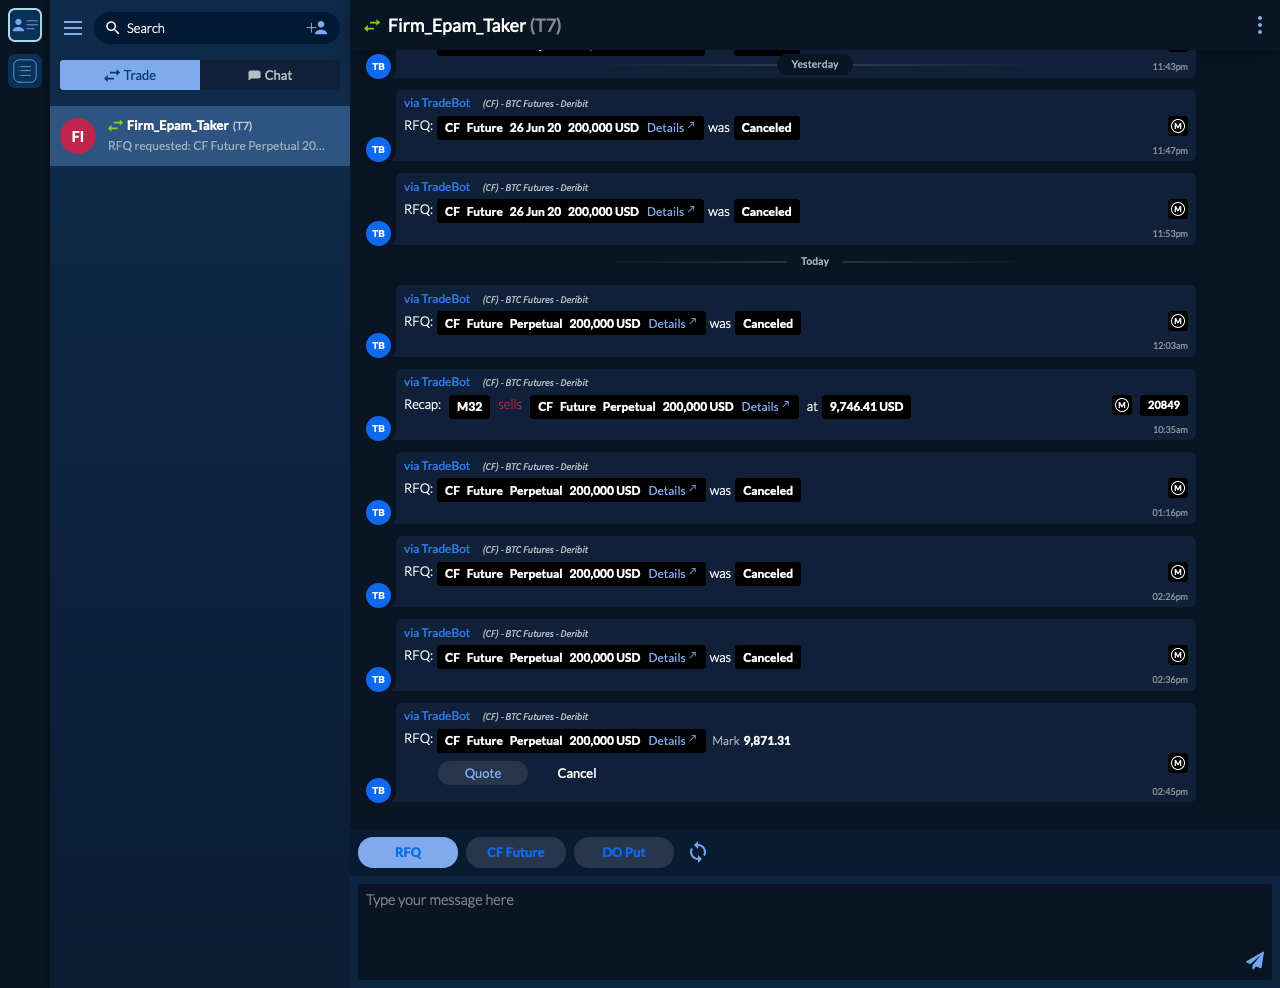 Search
Trade
Chat
FI
Firm_Epam_Taker (T7)
RFQ requested: CF Future Perpetual 20...
Firm_Epam_Taker (T7)
TB
Yesterday
11:43pm
via TradeBot (CF) - BTC Futures - Deribit
RFQ: CF Future 26 Jun 20 200,000 USD Details was Canceled
M
TB
11:47pm
via TradeBot (CF) - BTC Futures - Deribit
RFQ: CF Future 26 Jun 20 200,000 USD Details was Canceled
M
TB
11:53pm
Today
via TradeBot (CF) - BTC Futures - Deribit
RFQ: CF Future Perpetual 200,000 USD Details was Canceled
M
TB
12:03am
via TradeBot (CF) - BTC Futures - Deribit
Recap: M32 sells CF Future Perpetual 200,000 USD Details at 9,746.41 USD
M 20849
TB
10:35am
via TradeBot (CF) - BTC Futures - Deribit
RFQ: CF Future Perpetual 200,000 USD Details was Canceled
M
TB
01:16pm
via TradeBot (CF) - BTC Futures - Deribit
RFQ: CF Future Perpetual 200,000 USD Details was Canceled
M
TB
02:26pm
via TradeBot (CF) - BTC Futures - Deribit
RFQ: CF Future Perpetual 200,000 USD Details was Canceled
M
TB
02:36pm
via TradeBot (CF) - BTC Futures - Deribit
RFQ: CF Future Perpetual 200,000 USD Details Mark 9,871.31
Quote Cancel
M
TB
02:45pm
RFQ CF Future DO Put
Type your message here